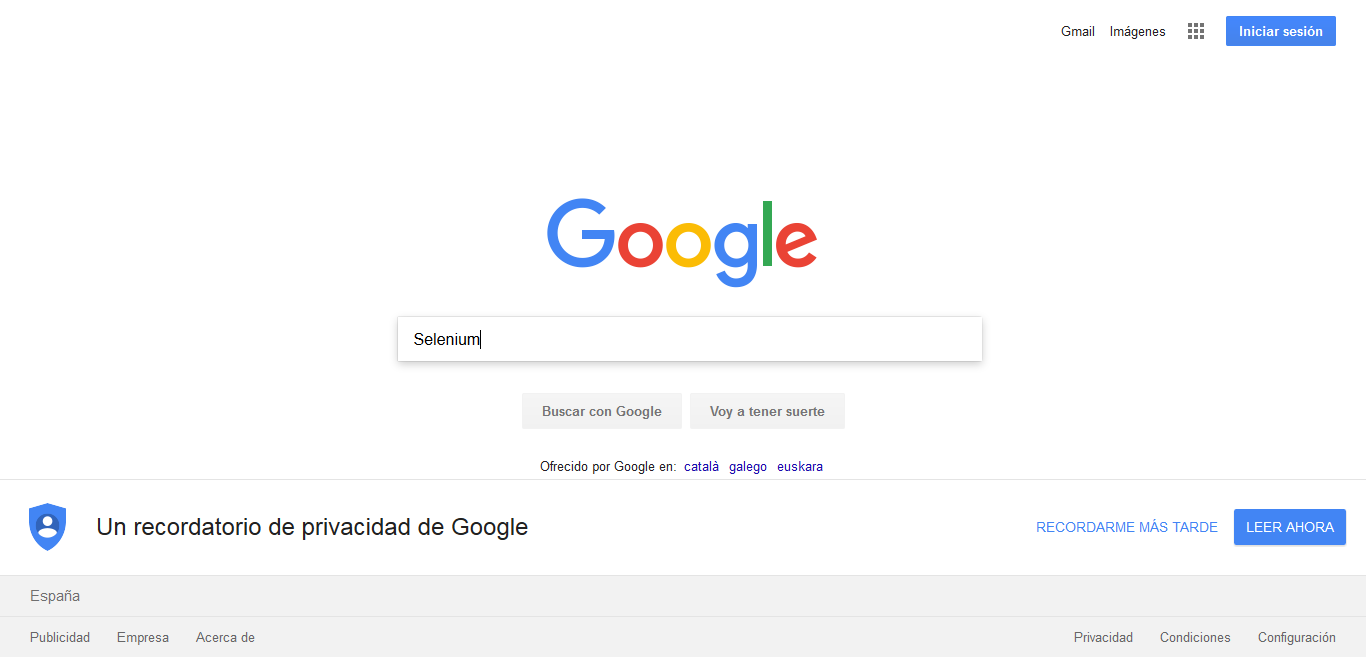 Gmail Imágenes Iniciar sesión
Google
Selenium
Buscar con Google Voy a tener suerte
Ofrecido por Google en: català galego euskara
Un recordatorio de privacidad de Google RECORDARME MÁS TARDE LEER AHORA
España
Publicidad Empresa Acerca de Privacidad Condiciones Configuración